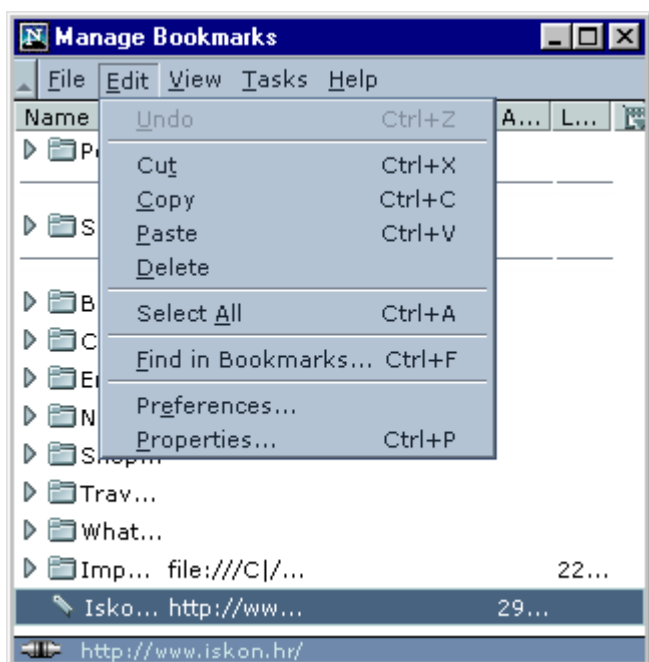 Manage Bookmarks
File Edit View Tasks Help
Name A... L...
Undo Ctrl+Z
Cut Ctrl+X
Copy Ctrl+C
Paste Ctrl+V
S
Delete
Select All Ctrl+A
B
C
Find in Bookmarks... Ctrl+F
N
Preferences...
Properties... Ctrl+P
Trav...
What...
Imp... file:///C|/... 22...
Isko... http://ww... 29...
http://www.iskon.hr/